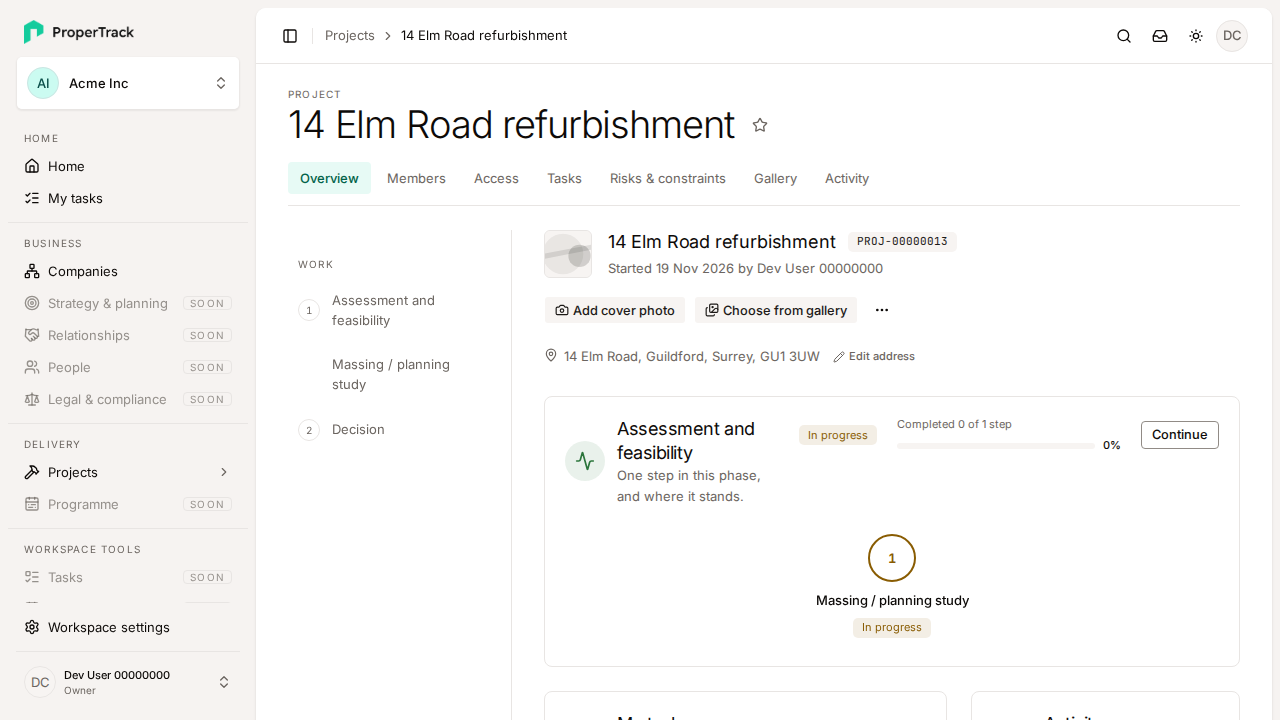 ProperTrack
AI
Acme Inc
HOME
Home
My tasks
BUSINESS
Companies
Strategy & planning SOON
Relationships SOON
People SOON
Legal & compliance SOON
DELIVERY
Projects
Programme SOON
WORKSPACE TOOLS
Tasks SOON
Workspace settings
DC
Dev User 00000000
Owner
Projects
14 Elm Road refurbishment
DC
PROJECT
14 Elm Road refurbishment
Overview
Members
Access
Tasks
Risks & constraints
Gallery
Activity
WORK
1
Assessment and
feasibility
Massing / planning
study
2
Decision
14 Elm Road refurbishment
PROJ-00000013
Started 19 Nov 2026 by Dev User 00000000
Add cover photo
Choose from gallery
14 Elm Road, Guildford, Surrey, GU1 3UW
Edit address
Assessment and
feasibility
One step in this phase,
and where it stands.
In progress
Completed 0 of 1 step
0%
Continue
1
Massing / planning study
In progress